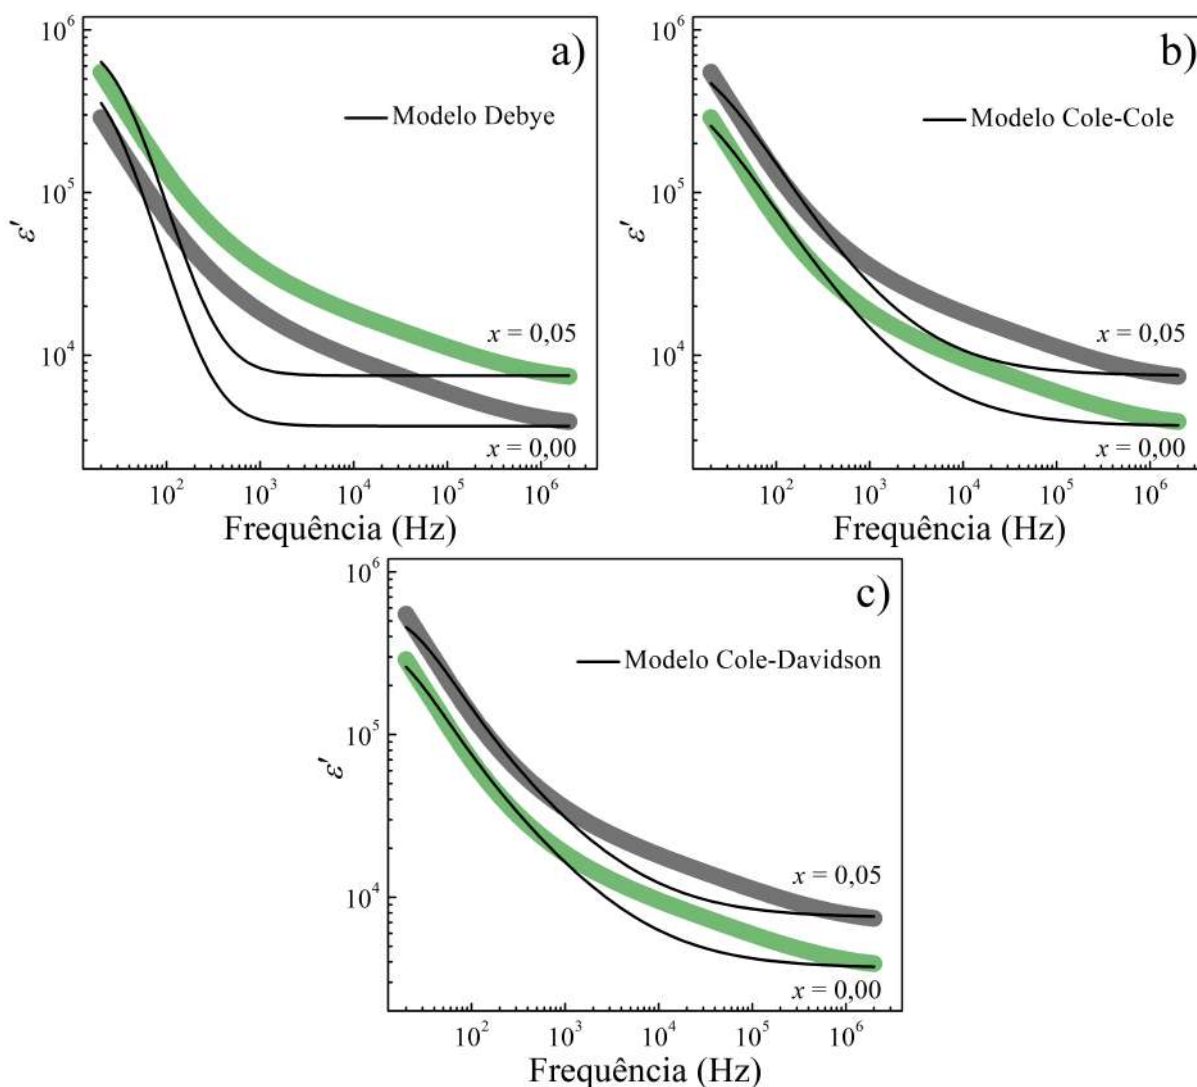 a)
10⁶
Modelo Debye
10⁵
ε'
x = 0,05
10⁴
x = 0,00
10² 10³ 10⁴ 10⁵ 10⁶
Frequência (Hz)
b)
10⁶
Modelo Cole-Cole
10⁵
ε'
x = 0,05
10⁴
x = 0,00
10² 10³ 10⁴ 10⁵ 10⁶
Frequência (Hz)
c)
10⁶
Modelo Cole-Davidson
10⁵
ε'
x = 0,05
10⁴
x = 0,00
10² 10³ 10⁴ 10⁵ 10⁶
Frequência (Hz)